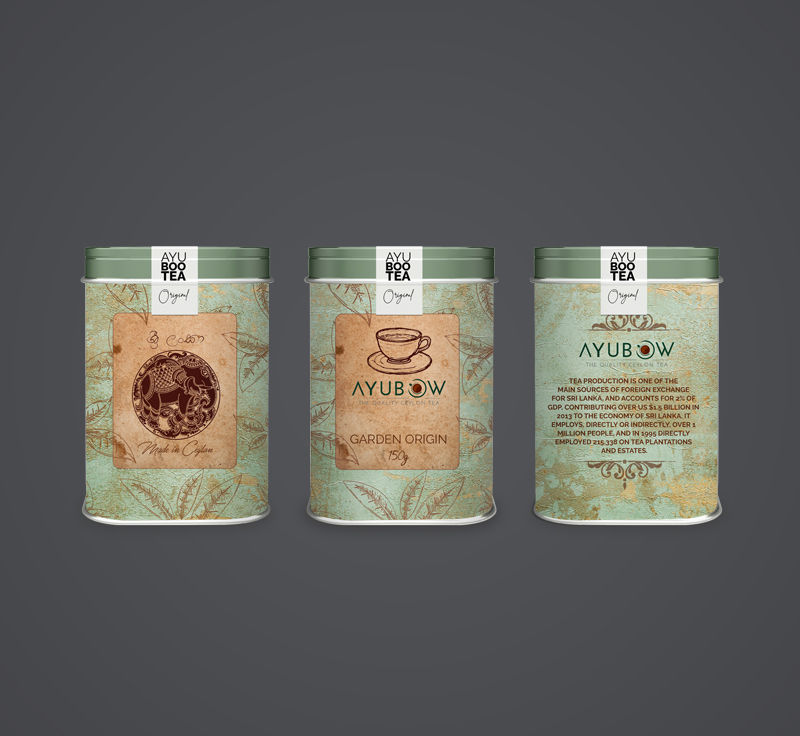 AYU
BOO
TEA
Original
ශ්‍රී ලංකා
Made in Ceylon
AYU
BOO
TEA
Original
AYUBOW
THE QUALITY CEYLON TEA
GARDEN ORIGIN
150g
AYU
BOO
TEA
Original
AYUBOW
THE QUALITY CEYLON TEA
TEA PRODUCTION IS ONE OF THE
MAIN SOURCES OF FOREIGN EXCHANGE
FOR SRI LANKA, AND ACCOUNTS FOR 2% OF
GDP, CONTRIBUTING OVER US $1.5 BILLION IN
2013 TO THE ECONOMY OF SRI LANKA. IT
EMPLOYS, DIRECTLY OR INDIRECTLY, OVER 1
MILLION PEOPLE, AND IN 1995 DIRECTLY
EMPLOYED 215,338 ON TEA PLANTATIONS
AND ESTATES.